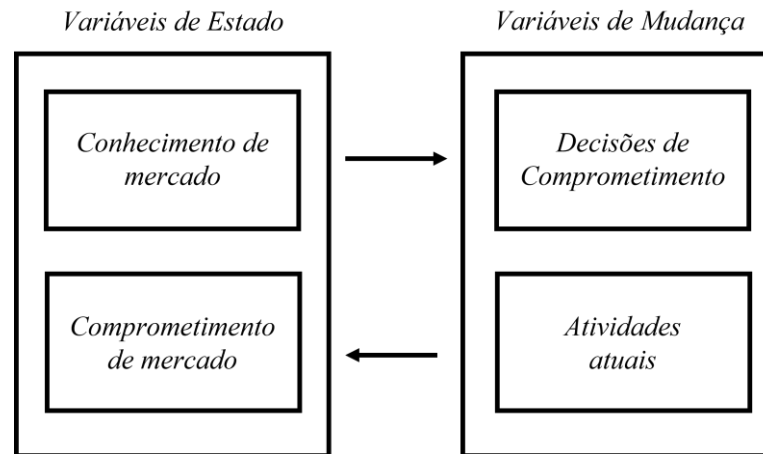 Variáveis de Estado
Variáveis de Mudança
Conhecimento de
mercado
Decisões de
Comprometimento
Comprometimento
de mercado
Atividades
atuais